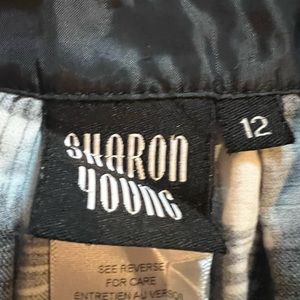 SHARON
YOUNG
12
SEE REVERSE
FOR CARE
ENTRETIEN AU VERSO